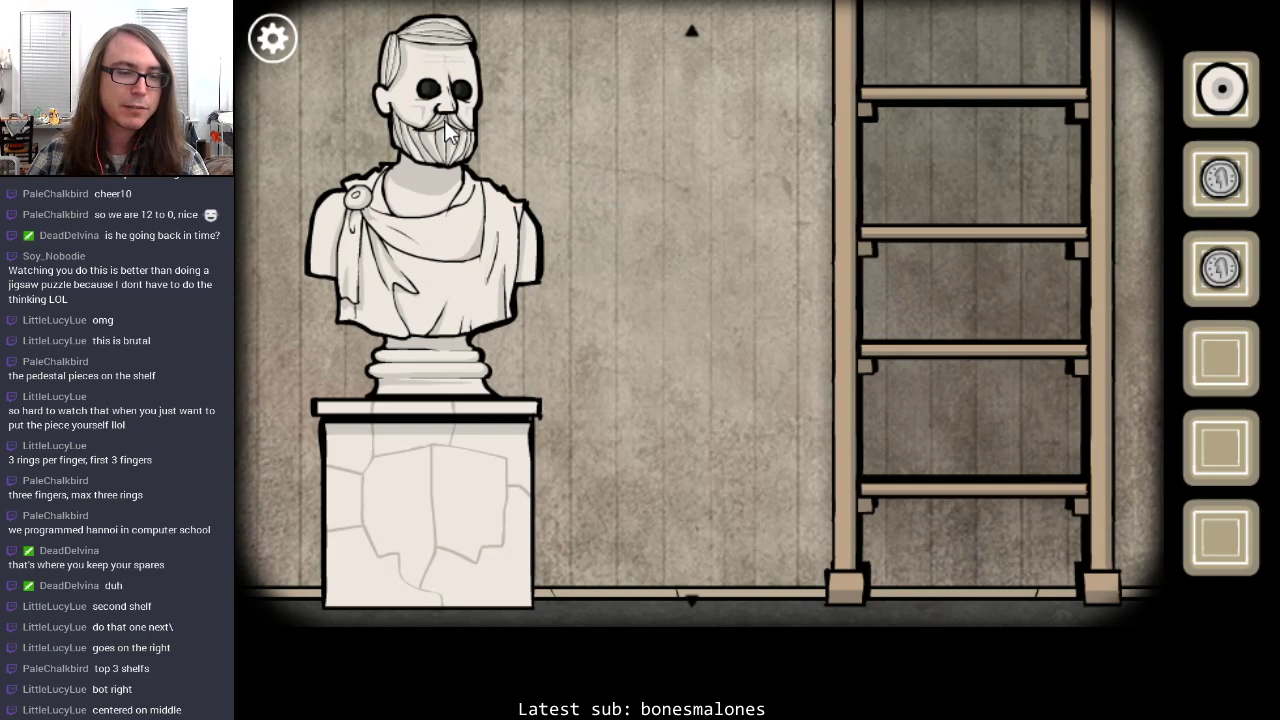 PaleChalkbird cheer10
PaleChalkbird so we are 12 to 0, nice
DeadDelvina is he going back in time?
Soy_Nobodie
Watching you do this is better than doing a
jigsaw puzzle because I dont have to do the
thinking LOL
LittleLucyLue omg
LittleLucyLue this is brutal
PaleChalkbird
the pedestal pieces on the shelf
LittleLucyLue
so hard to watch that when you just want to
put the piece yourself llol
LittleLucyLue
3 rings per finger, first 3 fingers
PaleChalkbird
three fingers, max three rings
PaleChalkbird
we programmed hannoi in computer school
DeadDelvina
that's where you keep your spares
DeadDelvina duh
LittleLucyLue second shelf
LittleLucyLue do that one next\
LittleLucyLue goes on the right
PaleChalkbird top 3 shelfs
LittleLucyLue bot right
LittleLucyLue centered on middle
Latest sub: bonesmalones